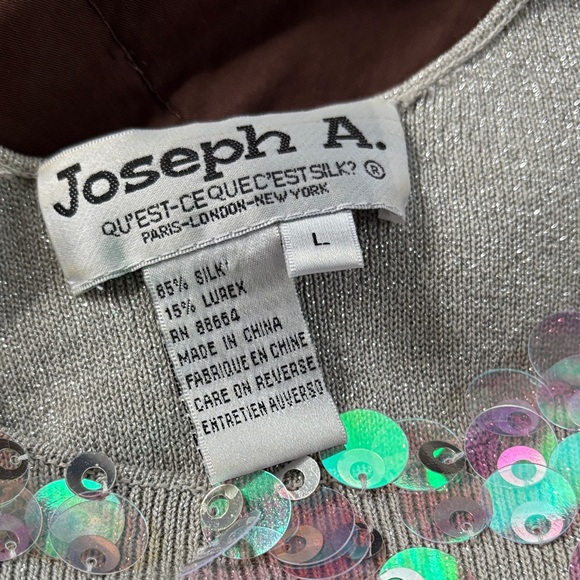 Joseph A.
QU'EST-CE QUE C'EST SILK? ®
PARIS-LONDON-NEW YORK
L
85% SILK
15% LUREX
RN 88664
MADE IN CHINA
FABRIQUE EN CHINE
CARE ON REVERSE
ENTRETIEN AU VERSO